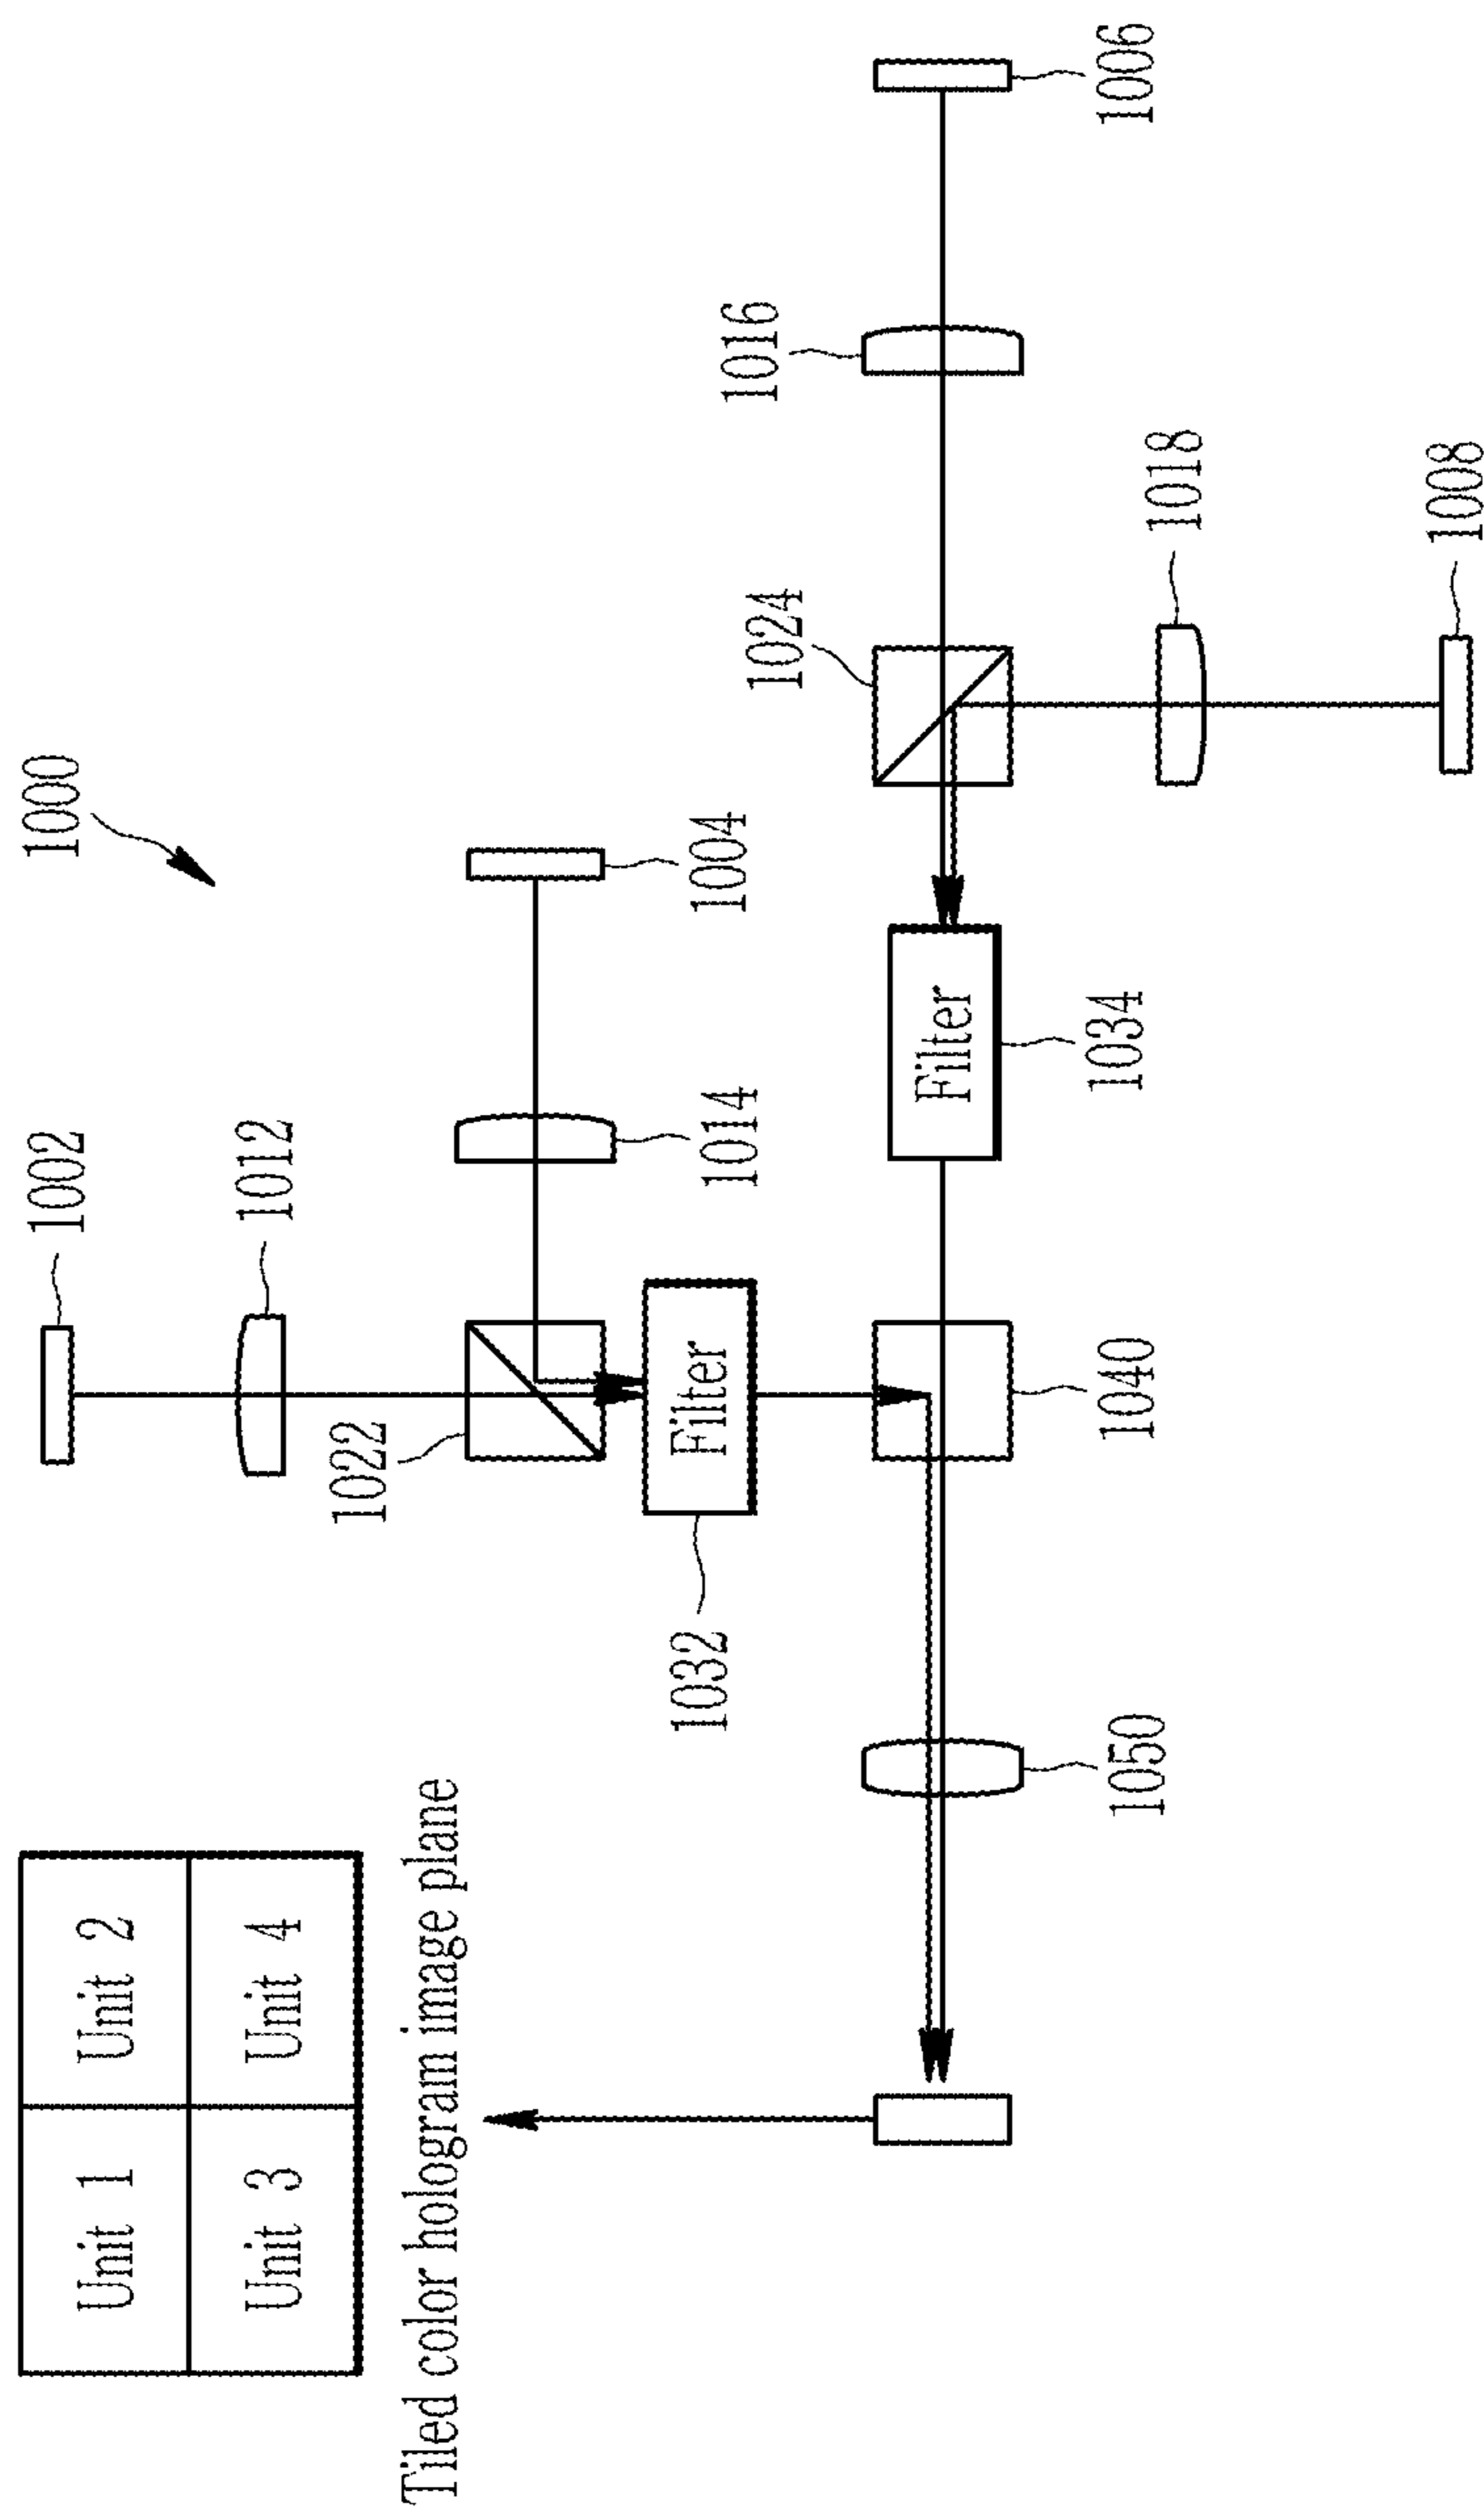 1000
Unit 1
Unit 2
Unit 3
Unit 4
Tiled color hologram image plane
1002
1012
1022
1004
1014
1032
Filter
1024
1016
1006
1034
Filter
1050
1040
1018
1008